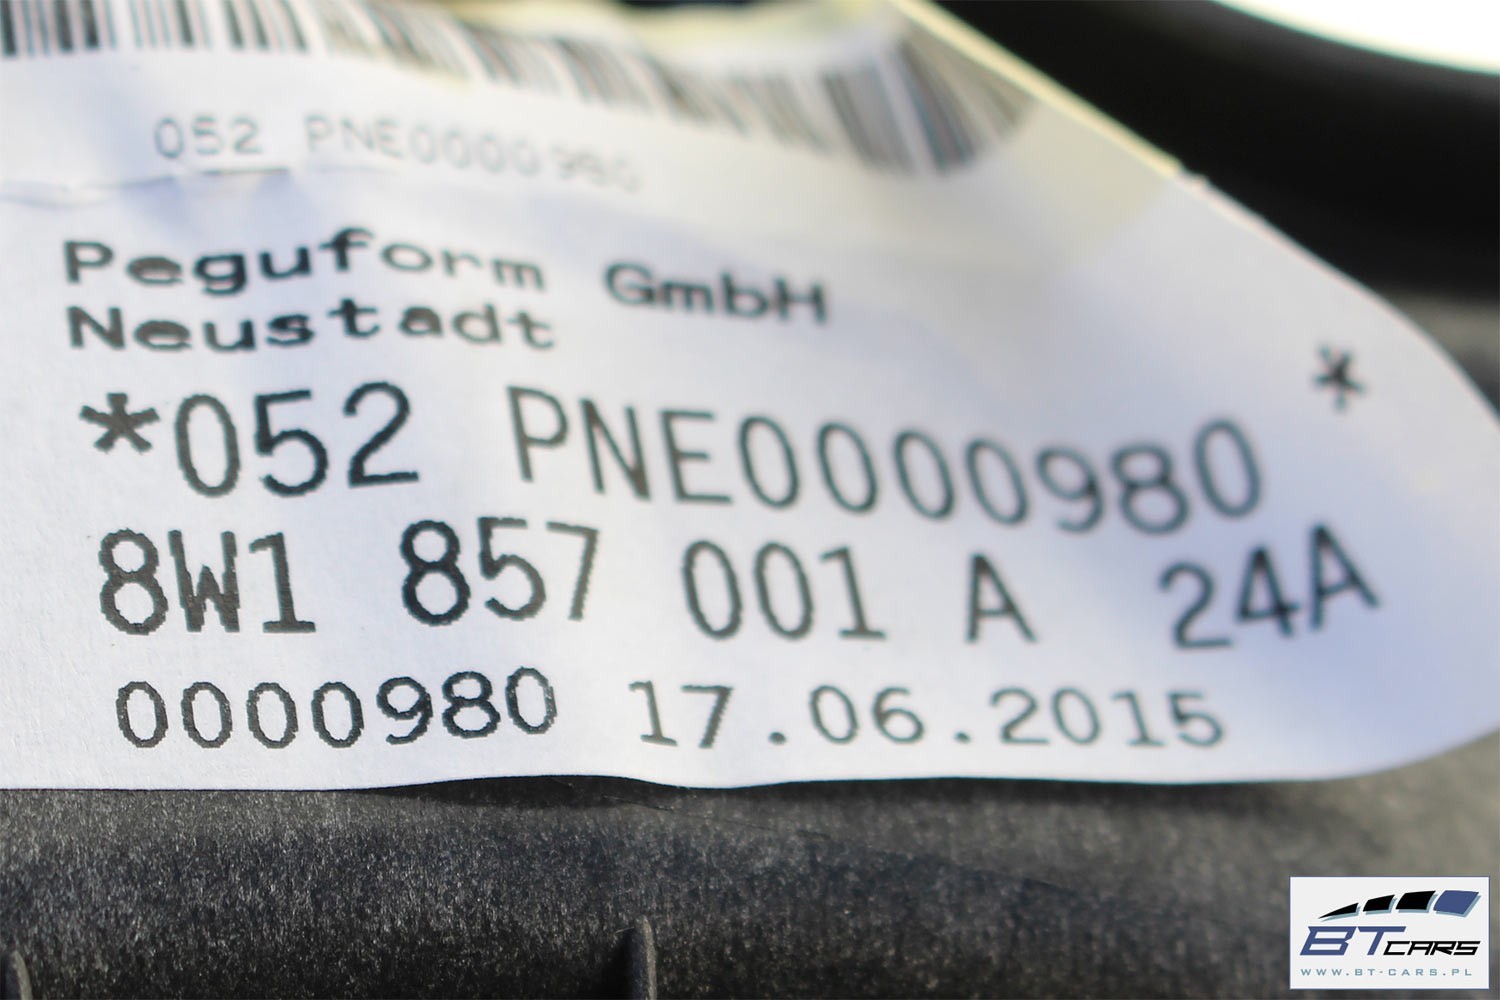 052 PNE0000980
Peguform GmbH
Neustadt
*052 PNE0000980 *
8W1 857 001 A 24A
0000980 17.06.2015
BT CARS
WWW.BT-CARS.PL